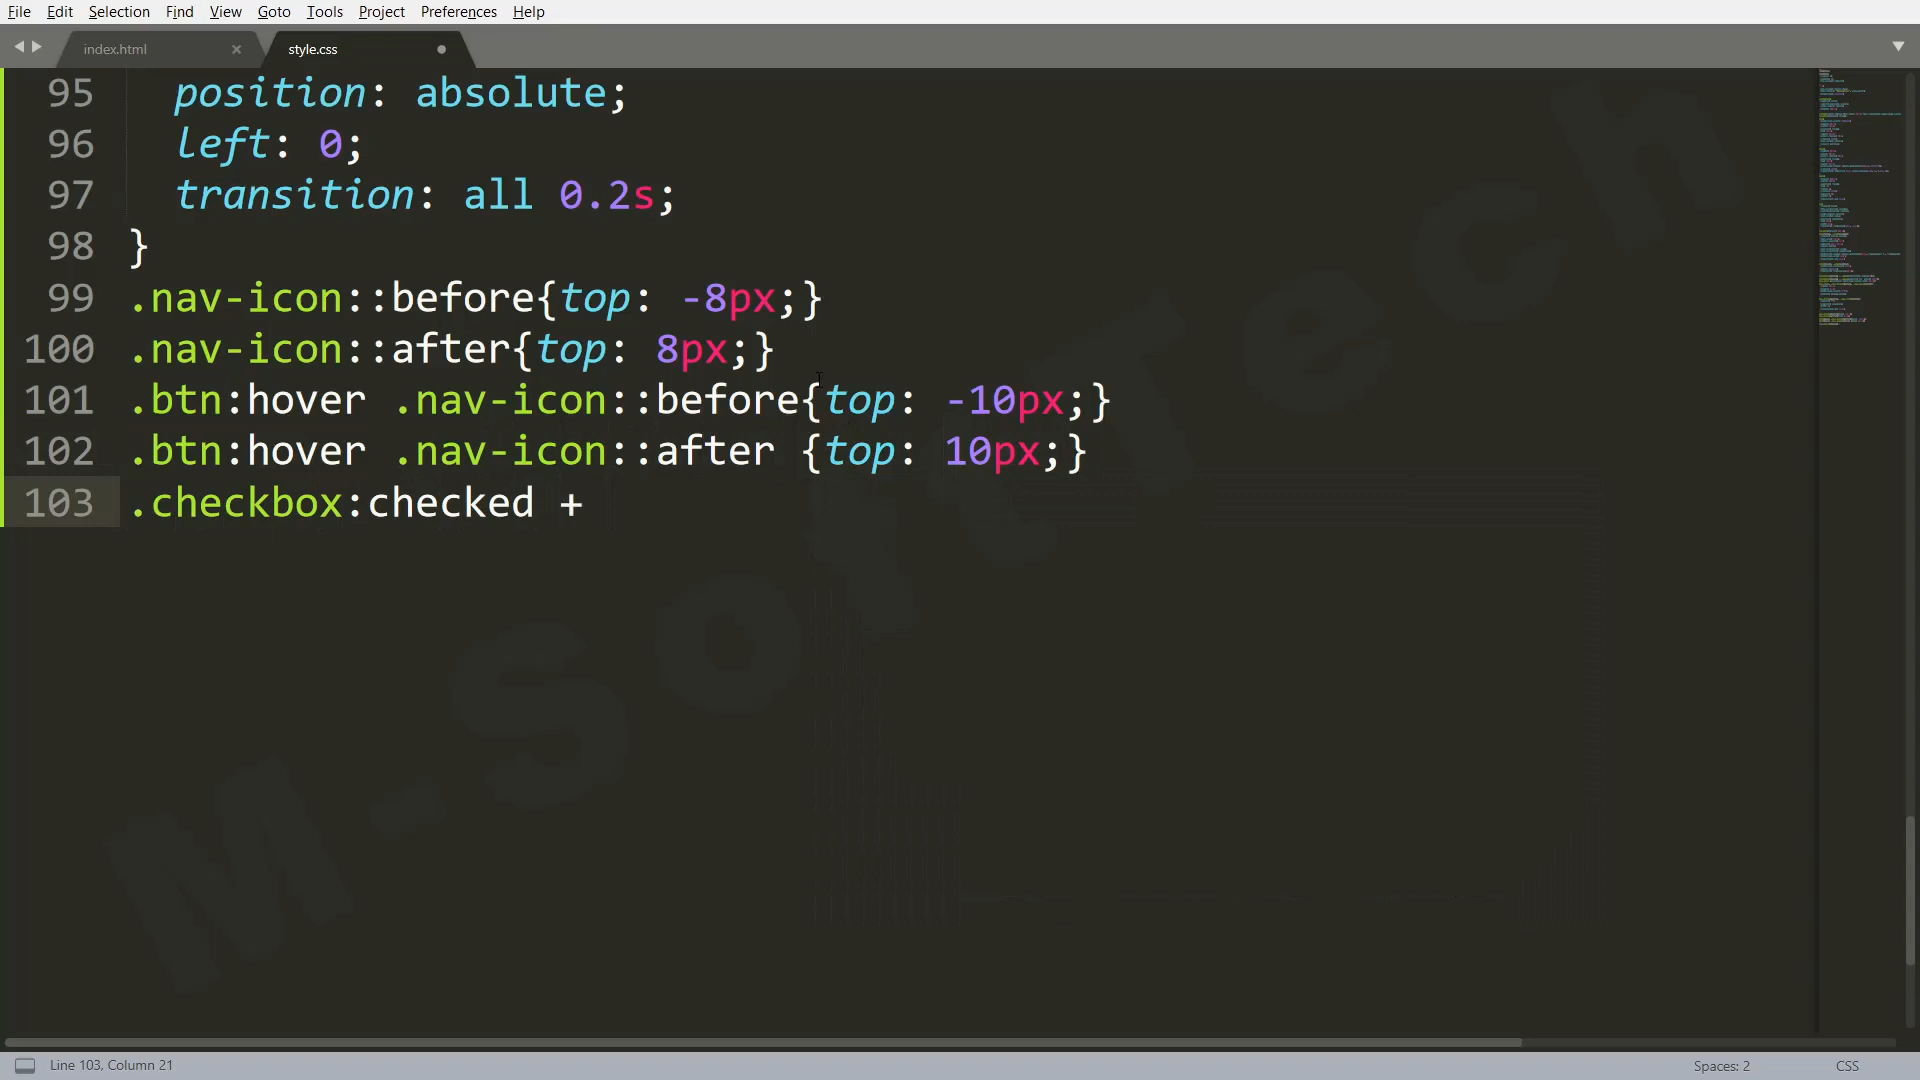 File Edit Selection Find View Goto Tools Project Preferences Help
index.html × style.css
95 position: absolute;
96 left: 0;
97 transition: all 0.2s;
98 }
99 .nav-icon::before{top: -8px;}
100 .nav-icon::after{top: 8px;}
101 .btn:hover .nav-icon::before{top: -10px;}
102 .btn:hover .nav-icon::after {top: 10px;}
103 .checkbox:checked +
M-SoftTech
Line 103, Column 21 Spaces: 2 CSS